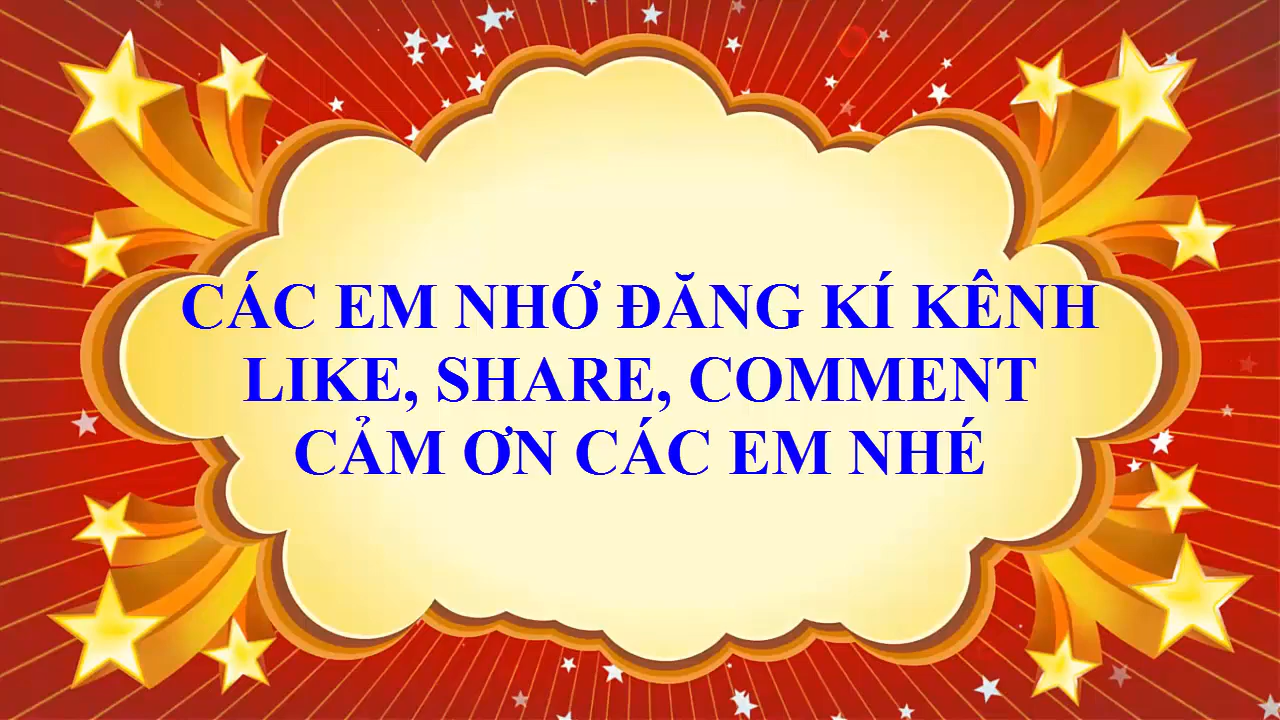 CÁC EM NHỚ ĐĂNG KÍ KÊNH
LIKE, SHARE, COMMENT
CẢM ƠN CÁC EM NHÉ